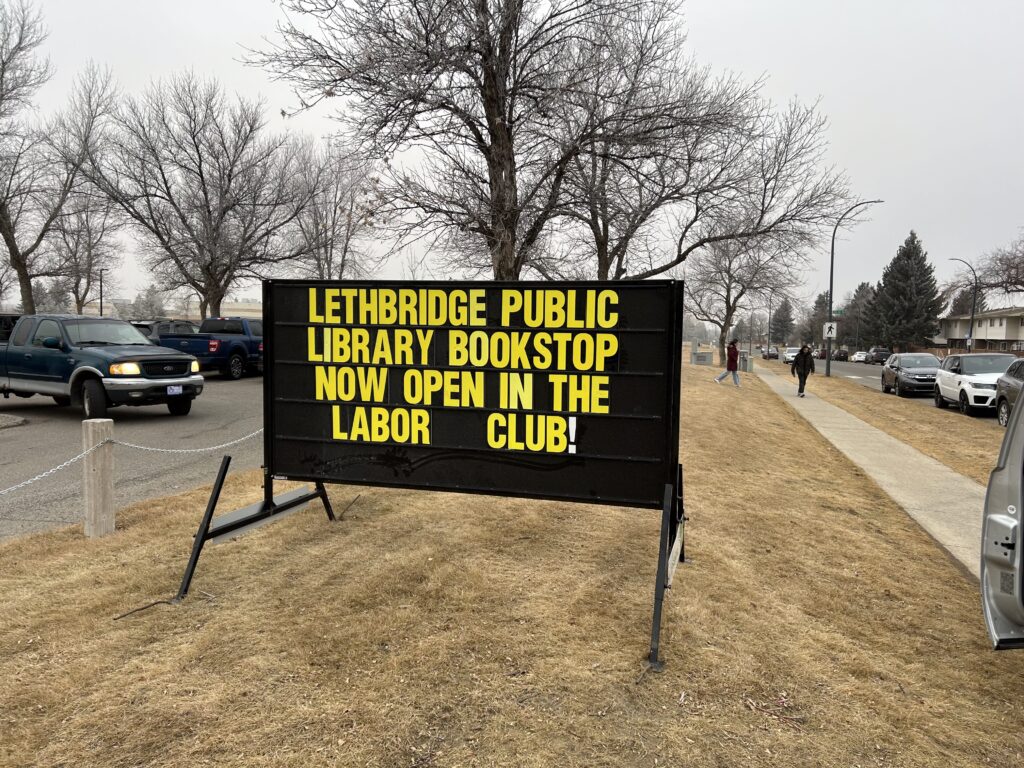 LETHBRIDGE PUBLIC
LIBRARY BOOKSTOP
NOW OPEN IN THE
LABOR CLUB!